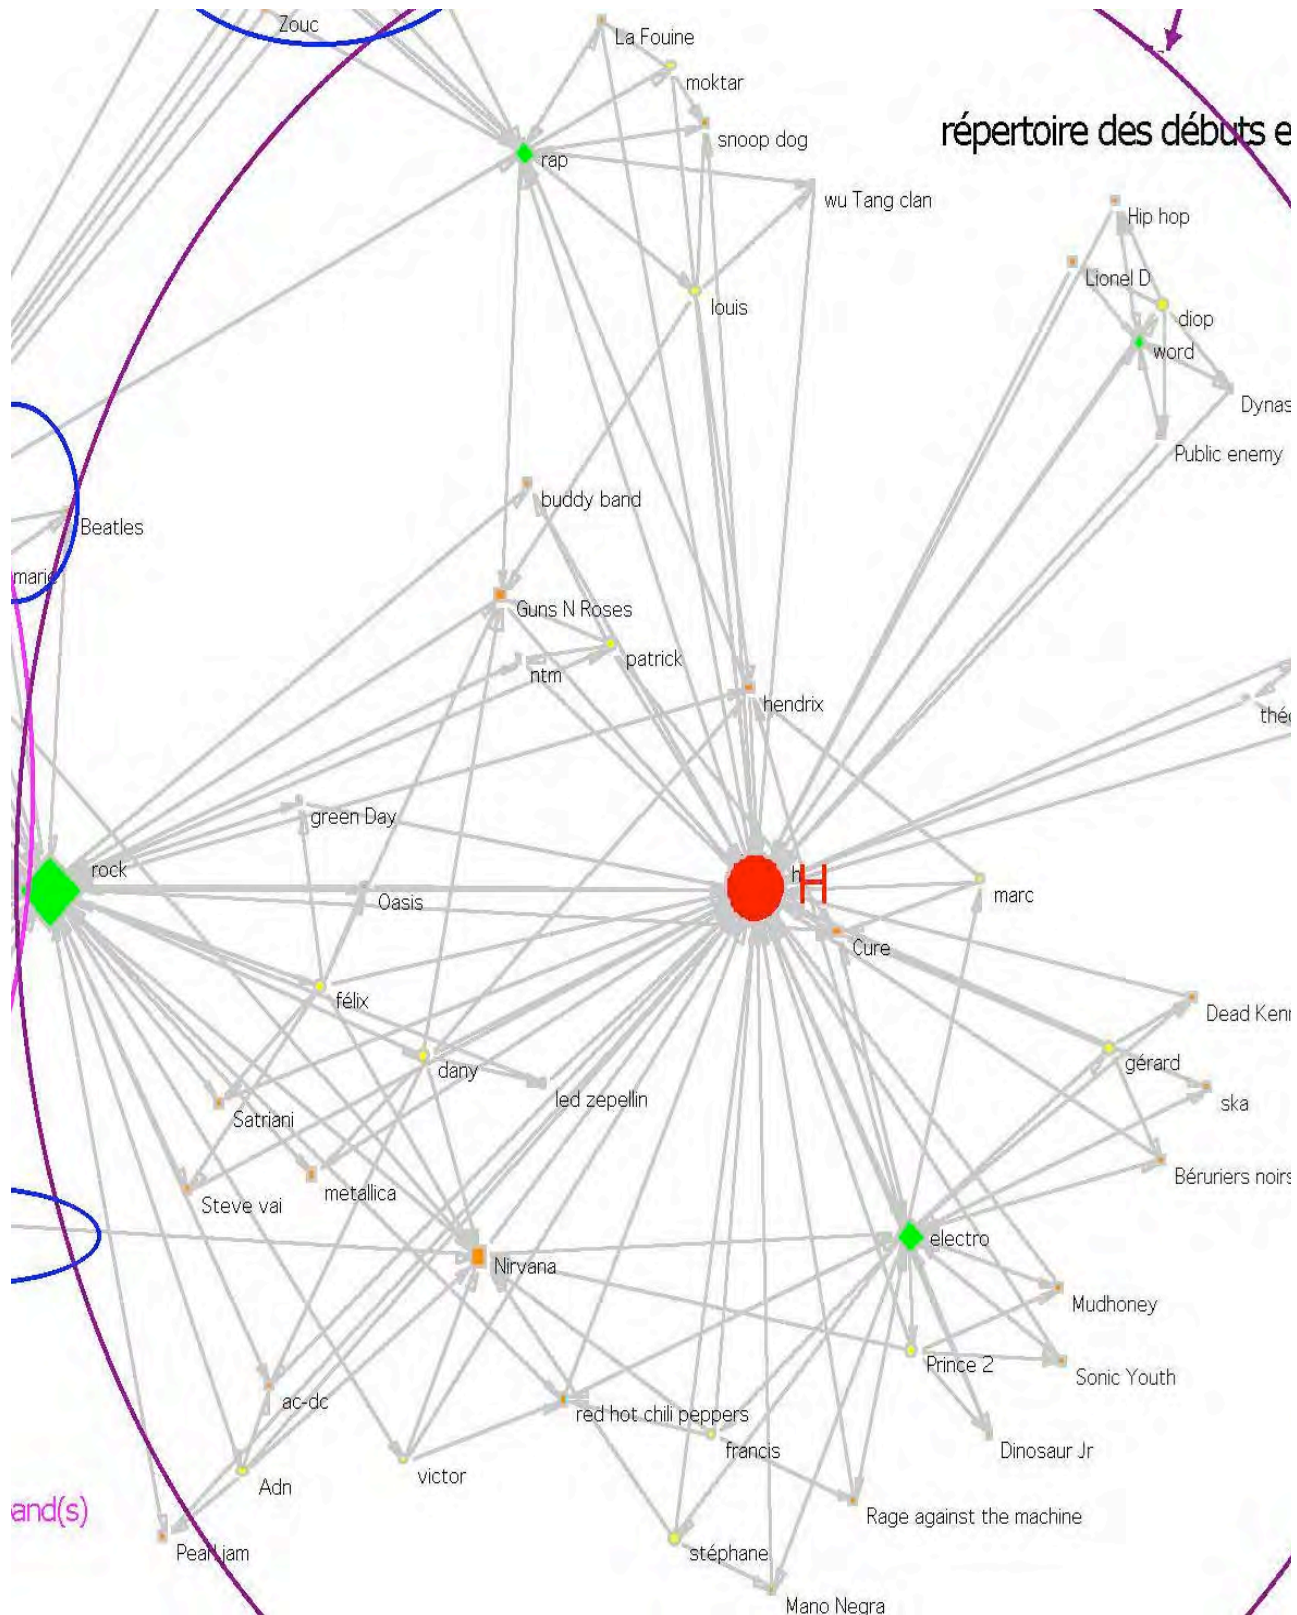 Zouc
La Fouine
moktar
snoop dog
répertoire des débuts e
rap
wu Tang clan
Hip hop
Lionel D
louis
diop
word
Dynas
Public enemy
buddy band
Beatles
marie
Guns N Roses
patrick
ntm
hendrix
théo
green Day
rock
h
H
Oasis
marc
Cure
félix
Dead Kenn
gérard
dany
led zepellin
ska
Satriani
Béruriers noirs
metallica
Steve vai
electro
Nirvana
Mudhoney
Prince 2
Sonic Youth
ac-dc
red hot chili peppers
francis
Dinosaur Jr
victor
Adn
and(s)
Rage against the machine
Pearl jam
stéphane
Mano Negra